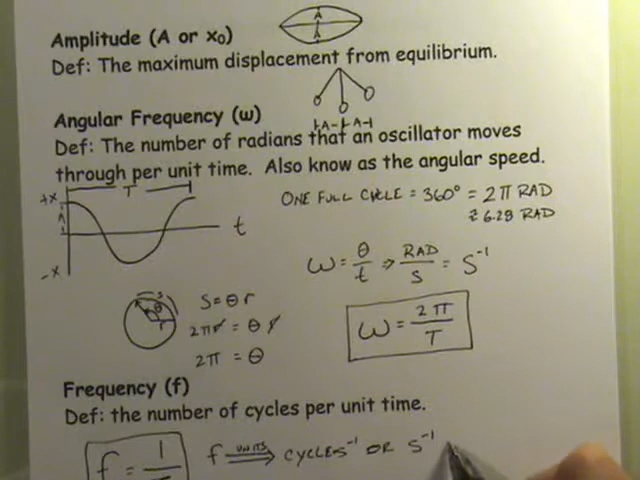 Amplitude (A or x₀)
A
A
Def: The maximum displacement from equilibrium.
A A
Angular Frequency (ω)
Def: The number of radians that an oscillator moves
through per unit time. Also know as the angular speed.
T
+x
A
-x
t
ONE FULL CYCLE = 360° = 2π RAD
≈ 6.28 RAD
ω = θ/t ⇒ RAD/S = S⁻¹
S θ r
S = θ r
2πr = θ r
2π = θ
ω = 2π/T
Frequency (f)
Def: the number of cycles per unit time.
f = 1
f UNITS ⟹ CYCLE·S⁻¹ OR S⁻¹